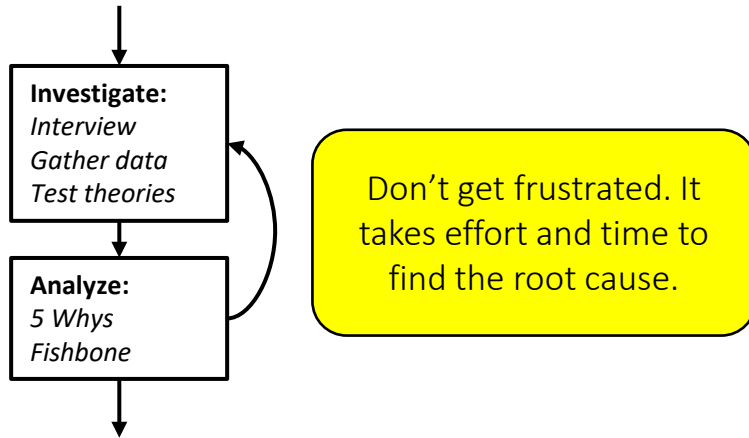 Investigate:
Interview
Gather data
Test theories
Analyze:
5 Whys
Fishbone
Don’t get frustrated. It
takes effort and time to
find the root cause.